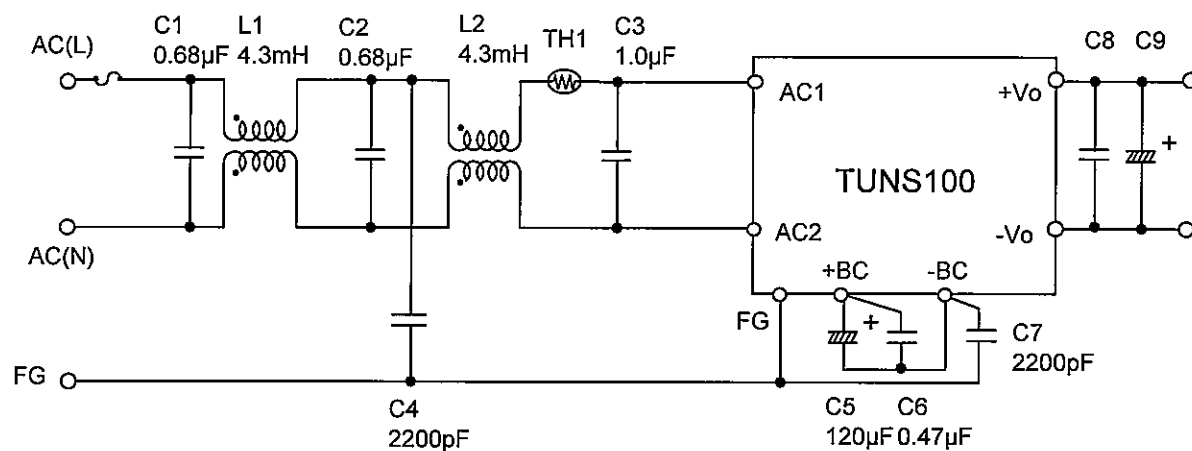 C1
0.68µF
L1
4.3mH
C2
0.68µF
L2
4.3mH
TH1
C3
1.0µF
C8
C9
AC(L)
AC1
+Vo
TUNS100
AC(N)
AC2
-Vo
+BC
-BC
FG
+
+
C7
2200pF
FG
C4
2200pF
C5
120µF
C6
0.47µF